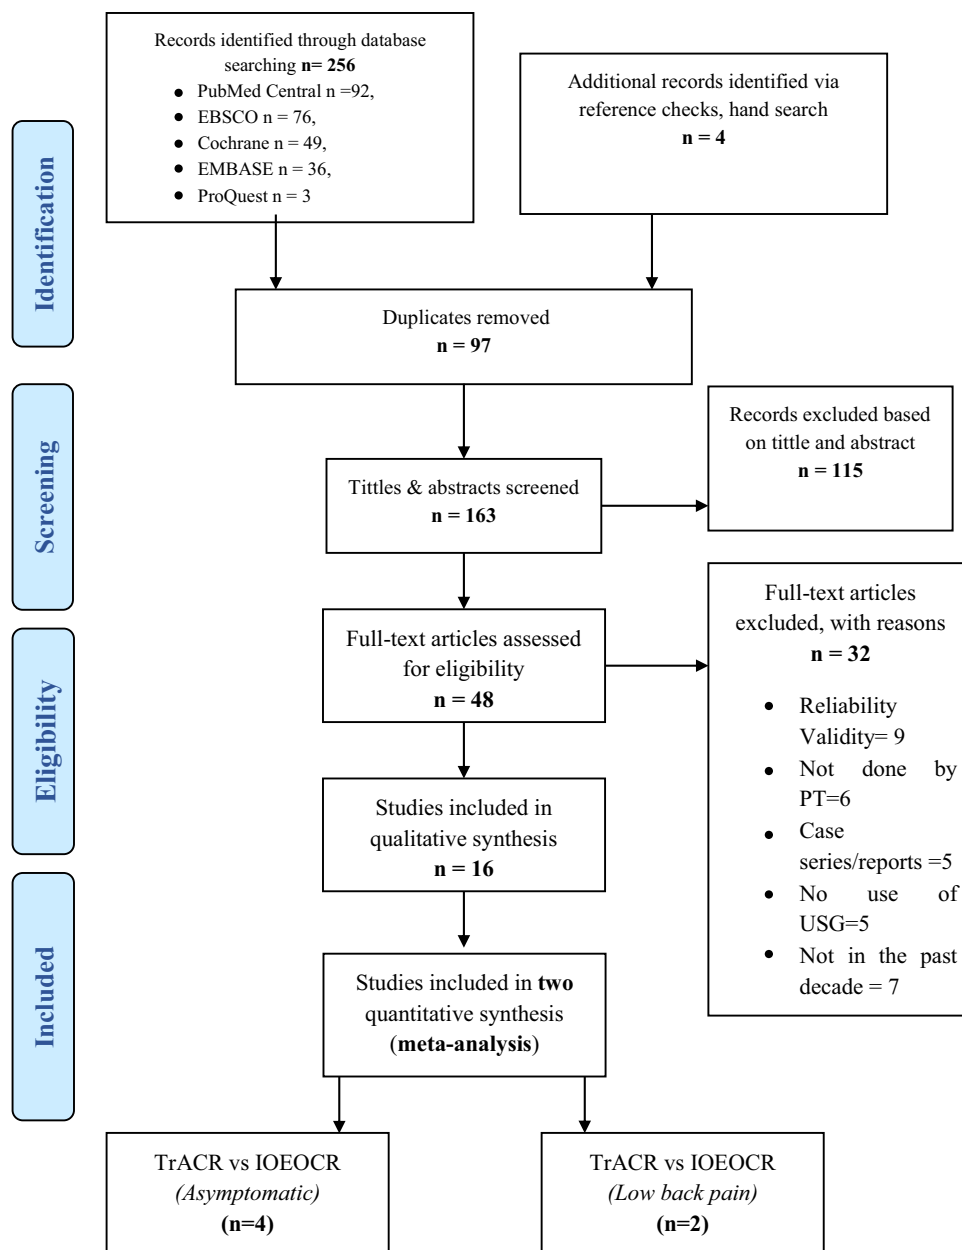 Records identified through database
searching n= 256
• PubMed Central n =92,
• EBSCO n = 76,
• Cochrane n = 49,
• EMBASE n = 36,
• ProQuest n = 3
Additional records identified via
reference checks, hand search
n = 4
Identification
Duplicates removed
n = 97
Screening
Tittles & abstracts screened
n = 163
Records excluded based
on tittle and abstract
n = 115
Eligibility
Full-text articles assessed
for eligibility
n = 48
Full-text articles
excluded, with reasons
n = 32
• Reliability
Validity= 9
• Not done by
PT=6
• Case
series/reports =5
• No use of
USG=5
• Not in the past
decade = 7
Studies included in
qualitative synthesis
n = 16
Included
Studies included in two
quantitative synthesis
(meta-analysis)
TrACR vs IOEOCR
(Asymptomatic)
(n=4)
TrACR vs IOEOCR
(Low back pain)
(n=2)